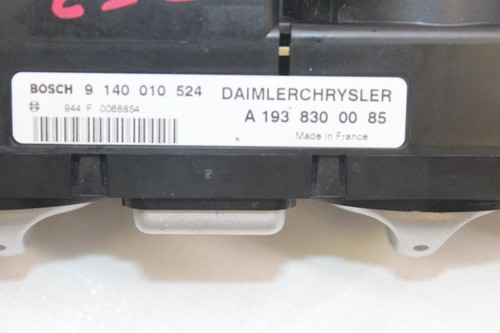 BOSCH 9 140 010 524 DAIMLERCHRYSLER
944 F 0068854 A 193 830 00 85
Made in France